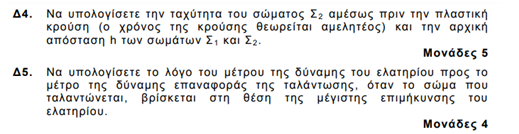 Δ4. Να υπολογίσετε την ταχύτητα του σώματος Σ2 αμέσως πριν την πλαστική
κρούση (ο χρόνος της κρούσης θεωρείται αμελητέος) και την αρχική
απόσταση h των σωμάτων Σ1 και Σ2.
Μονάδες 5
Δ5. Να υπολογίσετε το λόγο του μέτρου της δύναμης του ελατηρίου προς το
μέτρο της δύναμης επαναφοράς της ταλάντωσης, όταν το σώμα που
ταλαντώνεται, βρίσκεται στη θέση της μέγιστης επιμήκυνσης του
ελατηρίου.
Μονάδες 4